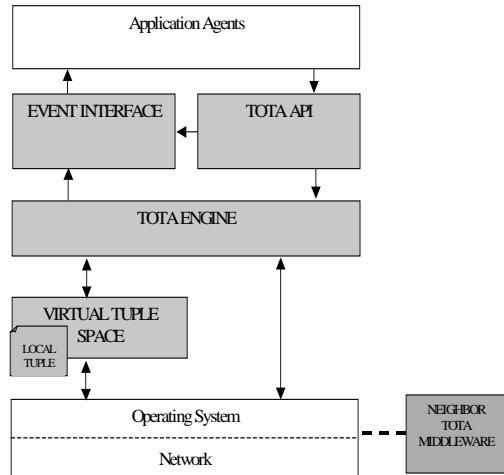 Application Agents
EVENT INTERFACE
TOTA API
TOTA ENGINE
VIRTUAL TUPLE
SPACE
LOCAL
TUPLE
Operating System
Network
NEIGHBOR
TOTA
MIDDLEWARE